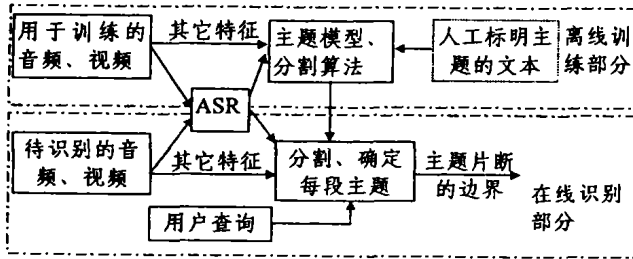 用于训练的
音频、视频
其它特征
主题模型、
分割算法
人工标明主
题的文本
离线训
练部分
ASR
待识别的音
频、视频
其它特征
分割、确定
每段主题
主题片断
的边界
在线识别
部分
用户查询